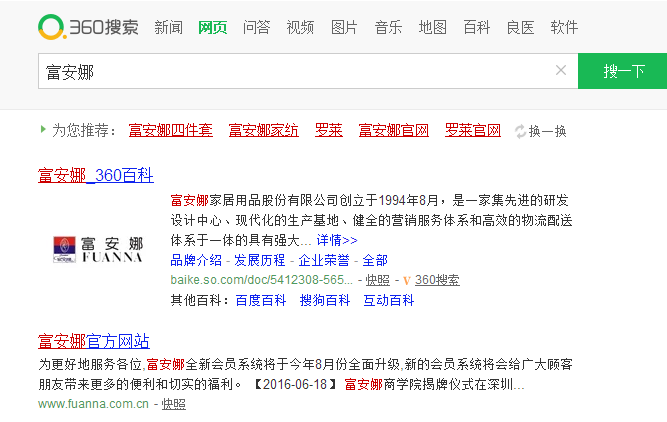 360搜索 新闻 网页 问答 视频 图片 音乐 地图 百科 良医 软件
富安娜 搜一下
为您推荐： 富安娜四件套 富安娜家纺 罗莱 富安娜官网 罗莱官网 换一换
富安娜_360百科
富安娜家居用品股份有限公司创立于1994年8月，是一家集先进的研发
设计中心、现代化的生产基地、健全的营销服务体系和高效的物流配送
体系于一体的具有强大... 详情>>
富安娜
FUANNA
品牌介绍 - 发展历程 - 企业荣誉 - 全部
baike.so.com/doc/5412308-565... - 快照 - V 360搜索
其他百科：百度百科 搜狗百科 互动百科
富安娜官方网站
为更好地服务各位,富安娜全新会员系统将于今年8月份全面升级,新的会员系统将会给广大顾客
朋友带来更多的便利和切实的福利。 【2016-06-18】 富安娜商学院揭牌仪式在深圳...
www.fuanna.com.cn - 快照